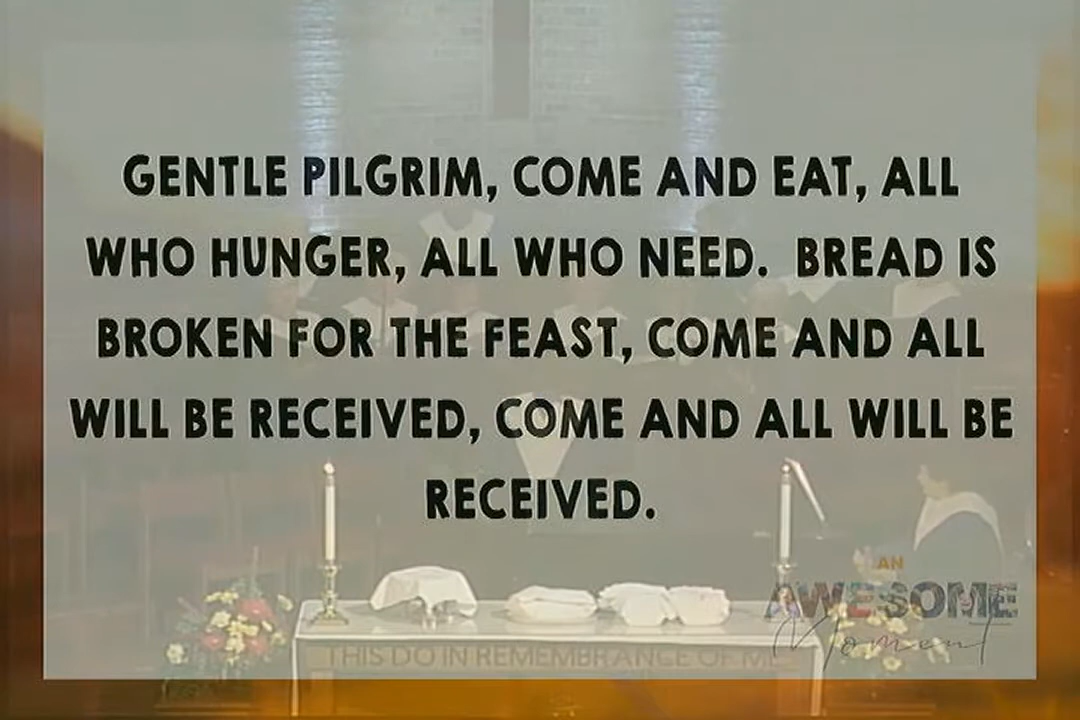 GENTLE PILGRIM, COME AND EAT, ALL
WHO HUNGER, ALL WHO NEED. BREAD IS
BROKEN FOR THE FEAST, COME AND ALL
WILL BE RECEIVED, COME AND ALL WILL BE
RECEIVED.
AN
AWESOME
Moment
THIS DO IN REMEMBRANCE OF ME